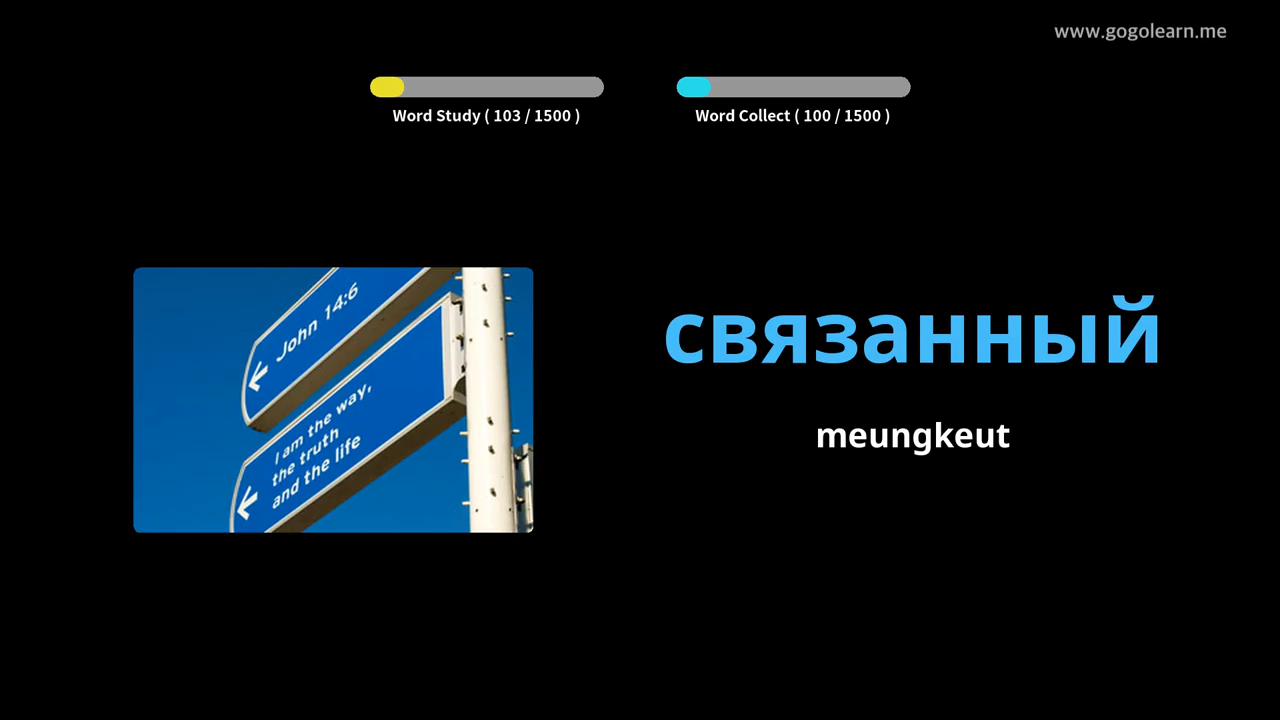 www.gogolearn.me
Word Study ( 103 / 1500 )
Word Collect ( 100 / 1500 )
John 14:6
I am the way,
the truth
and the life
связанный
meungkeut